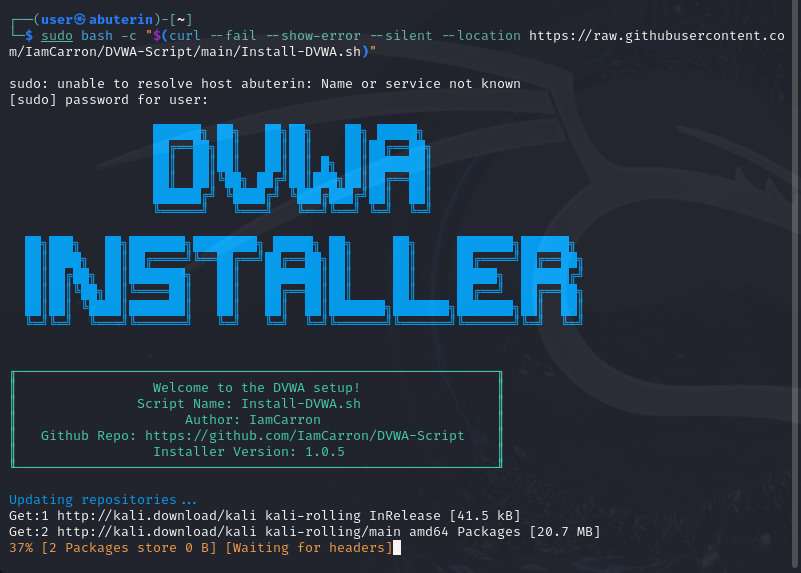 ┌──(user㉿abuterin)-[~]
└─$ sudo bash -c "$(curl --fail --show-error --silent --location https://raw.githubusercontent.co
m/IamCarron/DVWA-Script/main/Install-DVWA.sh)"
sudo: unable to resolve host abuterin: Name or service not known
[sudo] password for user:
DVWA
INSTALLER
Welcome to the DVWA setup!
Script Name: Install-DVWA.sh
Author: IamCarron
Github Repo: https://github.com/IamCarron/DVWA-Script
Installer Version: 1.0.5
Updating repositories...
Get:1 http://kali.download/kali kali-rolling InRelease [41.5 kB]
Get:2 http://kali.download/kali kali-rolling/main amd64 Packages [20.7 MB]
37% [2 Packages store 0 B] [Waiting for headers]